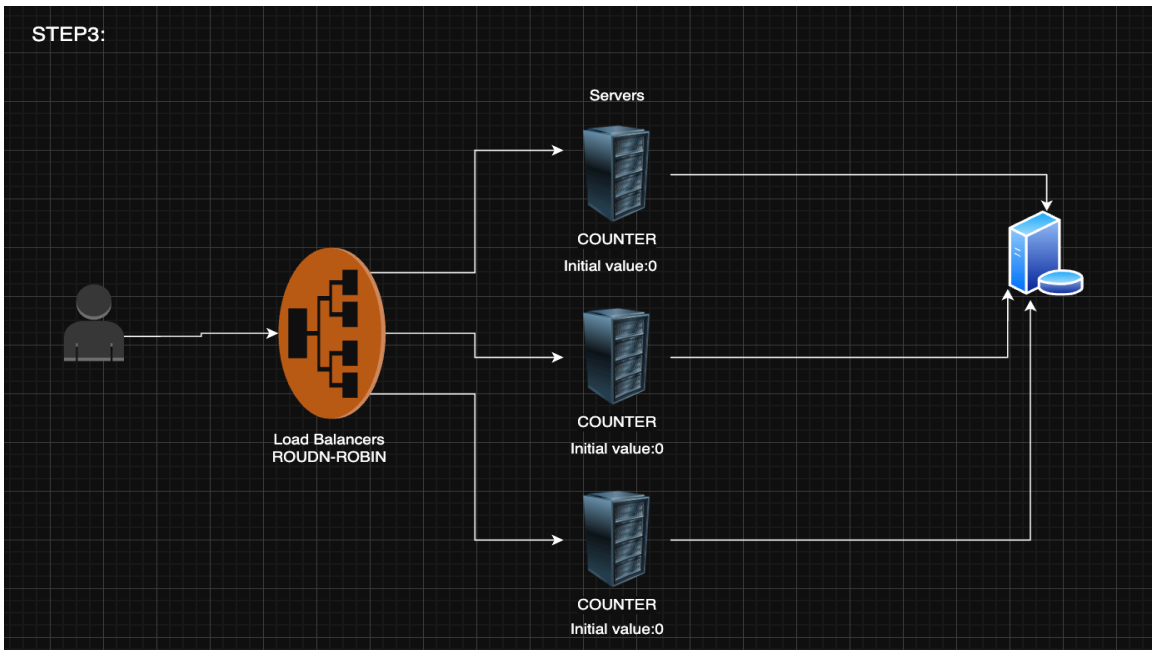 STEP3:
Servers
COUNTER
Initial value:0
Load Balancers
ROUDN-ROBIN
COUNTER
Initial value:0
COUNTER
Initial value:0